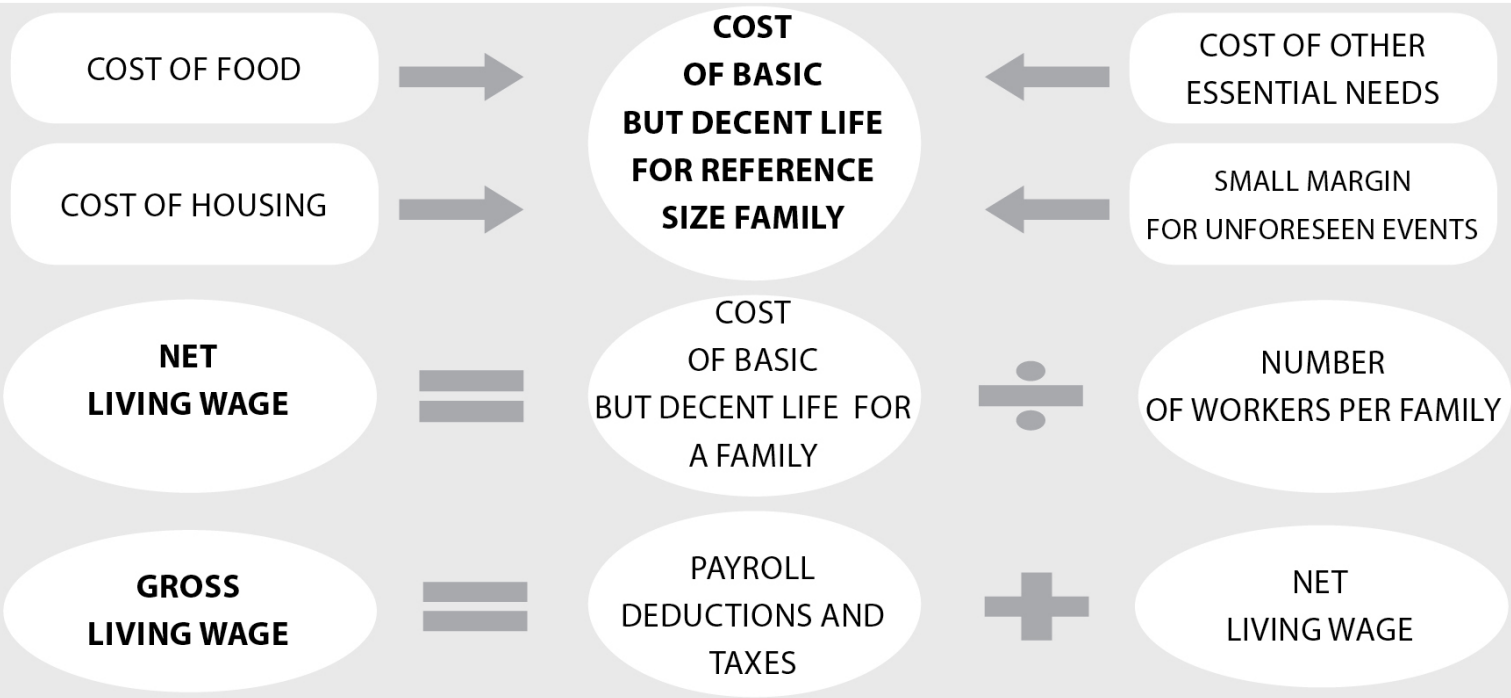 COST OF FOOD
COST
OF BASIC
BUT DECENT LIFE
FOR REFERENCE
SIZE FAMILY
COST OF OTHER
ESSENTIAL NEEDS
COST OF HOUSING
SMALL MARGIN
FOR UNFORESEEN EVENTS
NET
LIVING WAGE
COST
OF BASIC
BUT DECENT LIFE FOR
A FAMILY
NUMBER
OF WORKERS PER FAMILY
GROSS
LIVING WAGE
PAYROLL
DEDUCTIONS AND
TAXES
NET
LIVING WAGE